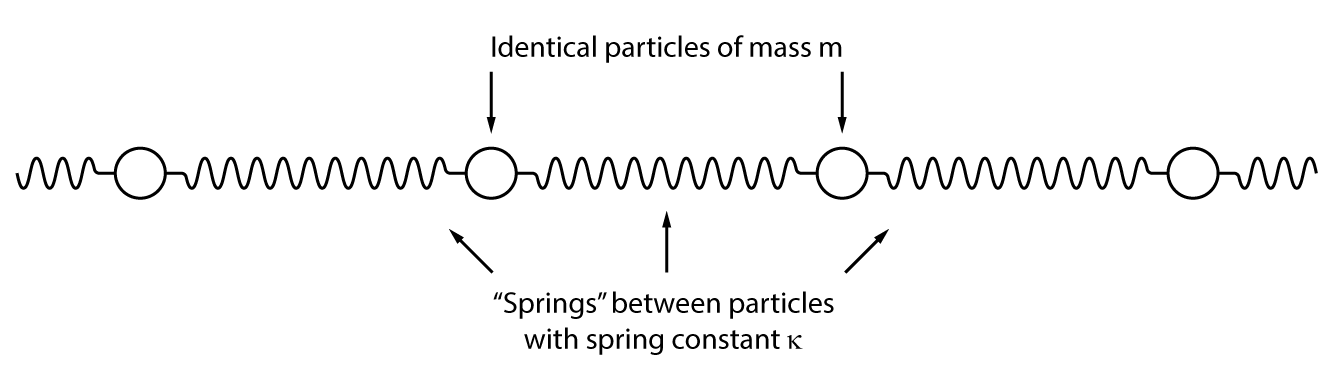 Identical particles of mass m
“Springs” between particles
with spring constant κ